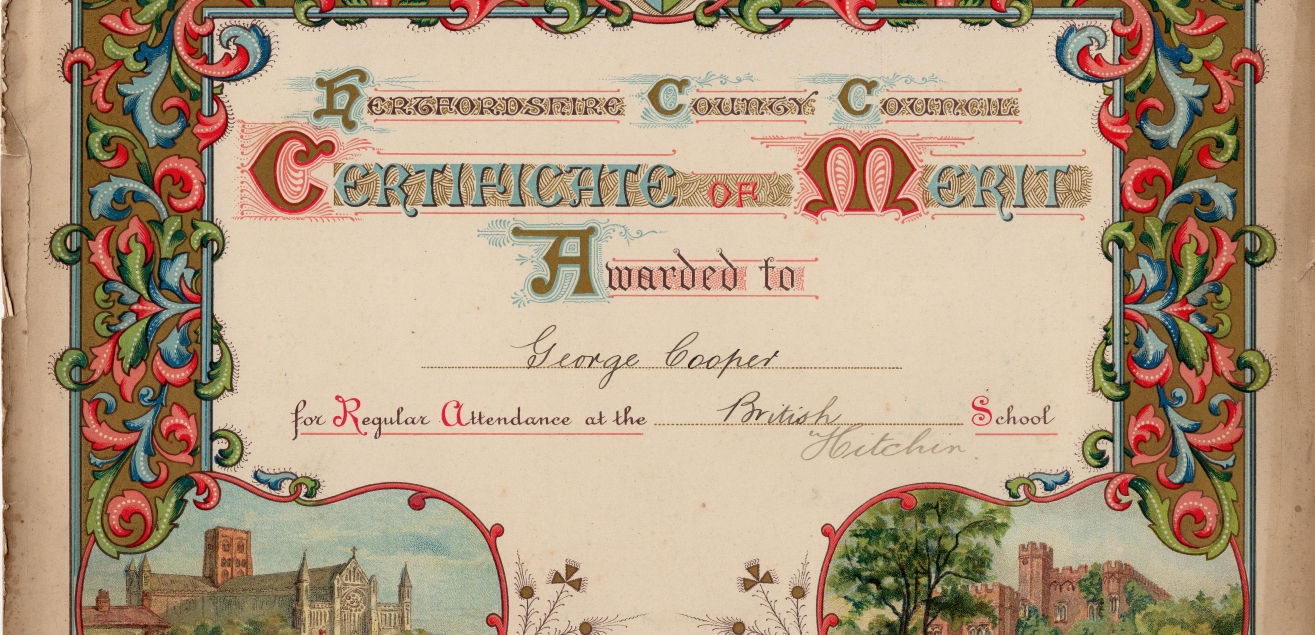 Hertfordshire County Council
Certificate of Merit
Awarded to
George Cooper
for Regular Attendance at the British School
Hitchin